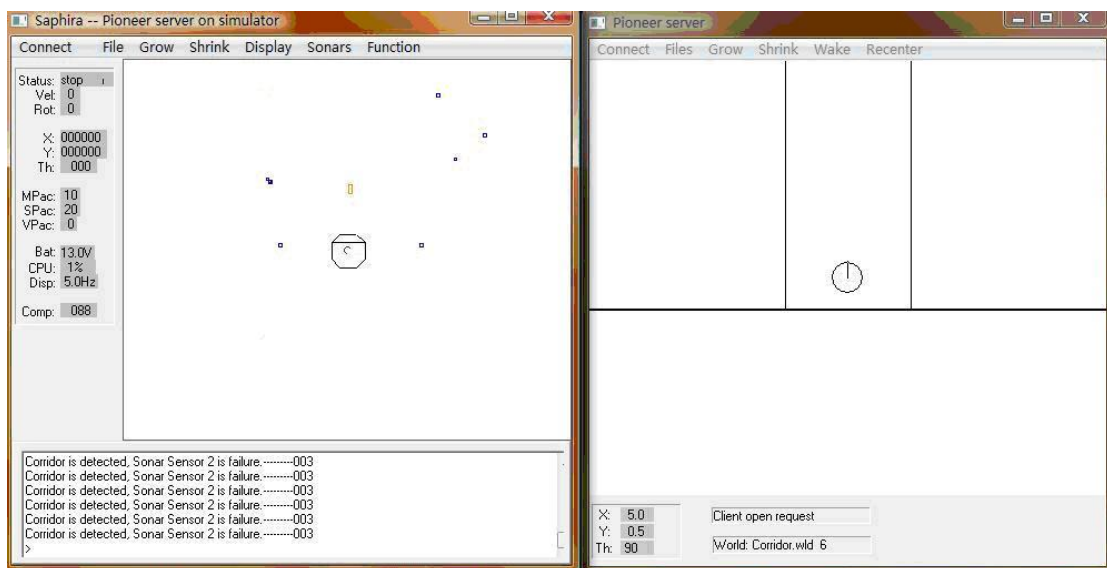 Saphira -- Pioneer server on simulator
Connect File Grow Shrink Display Sonars Function
Status: stop
Vel: 0
Rot: 0
X: 000000
Y: 000000
Th: 000
MPac: 10
SPac: 20
VPac: 0
Bat: 13.0V
CPU: 1%
Disp: 5.0Hz
Comp: 088
Corridor is detected, Sonar Sensor 2 is failure.---------003
Corridor is detected, Sonar Sensor 2 is failure.---------003
Corridor is detected, Sonar Sensor 2 is failure.---------003
Corridor is detected, Sonar Sensor 2 is failure.---------003
Corridor is detected, Sonar Sensor 2 is failure.---------003
Corridor is detected, Sonar Sensor 2 is failure.---------003
>
Pioneer server
Connect Files Grow Shrink Wake Recenter
X: 5.0
Y: 0.5
Th: 90
Client open request
World: Corridor.wld 6